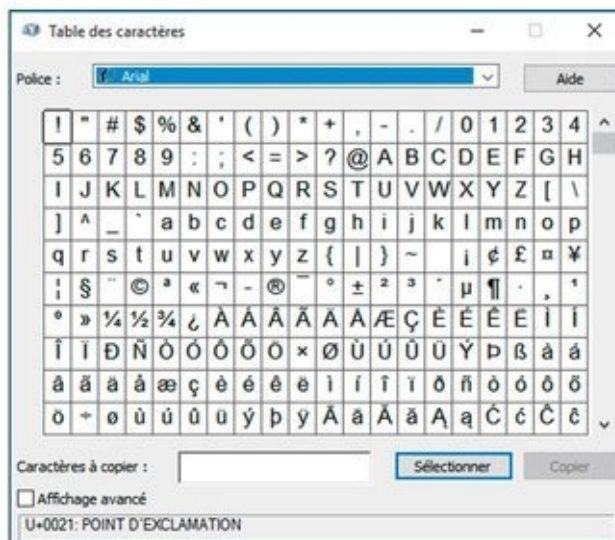 Table des caractères
Police :
Arial
Aide
! " # $ % & ' ( ) * + , - . / 0 1 2 3 4
5 6 7 8 9 : ; < = > ? @ A B C D E F G H
I J K L M N O P Q R S T U V W X Y Z [ \
] ^ _ ` a b c d e f g h i j k l m n o p
q r s t u v w x y z { | } ~ ¡ ¢ £ ¤ ¥
¦ § ¨ © ª « ¬ - ® ¯ ° ± ² ³ ´ µ ¶ · ¸ ¹
º » ¼ ½ ¾ ¿ À Á Â Ã Ä Å Æ Ç È É Ê Ë Ì Í
Î Ï Ð Ñ Ò Ó Ô Õ Ö × Ø Ù Ú Û Ü Ý Þ ß à á
â ã ä å æ ç è é ê ë ì í î ï ð ñ ò ó ô õ
ö ÷ ø ù ú û ü ý þ ÿ Ā ā Ă ă Ą ą Ć ć Ĉ ĉ
Caractères à copier :
Sélectionner
Copier
Affichage avancé
U+0021: POINT D'EXCLAMATION